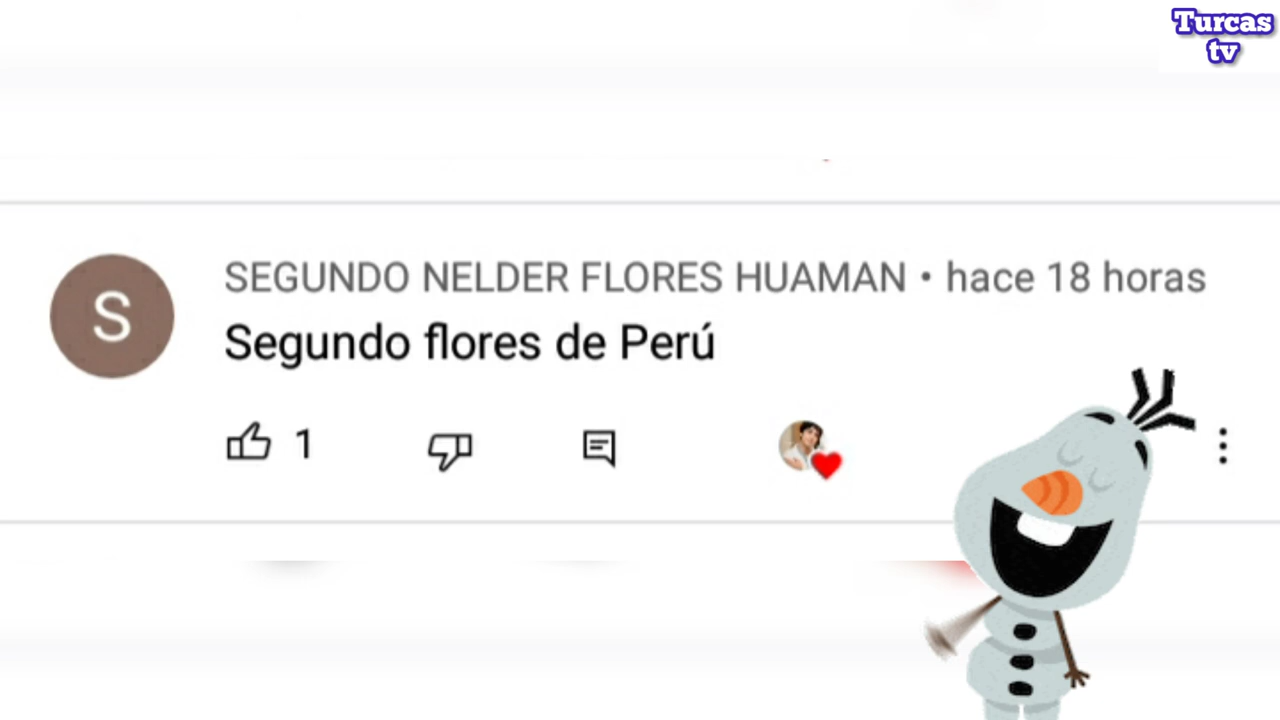 Turcas
tv
S
SEGUNDO NELDER FLORES HUAMAN • hace 18 horas
Segundo flores de Perú
1